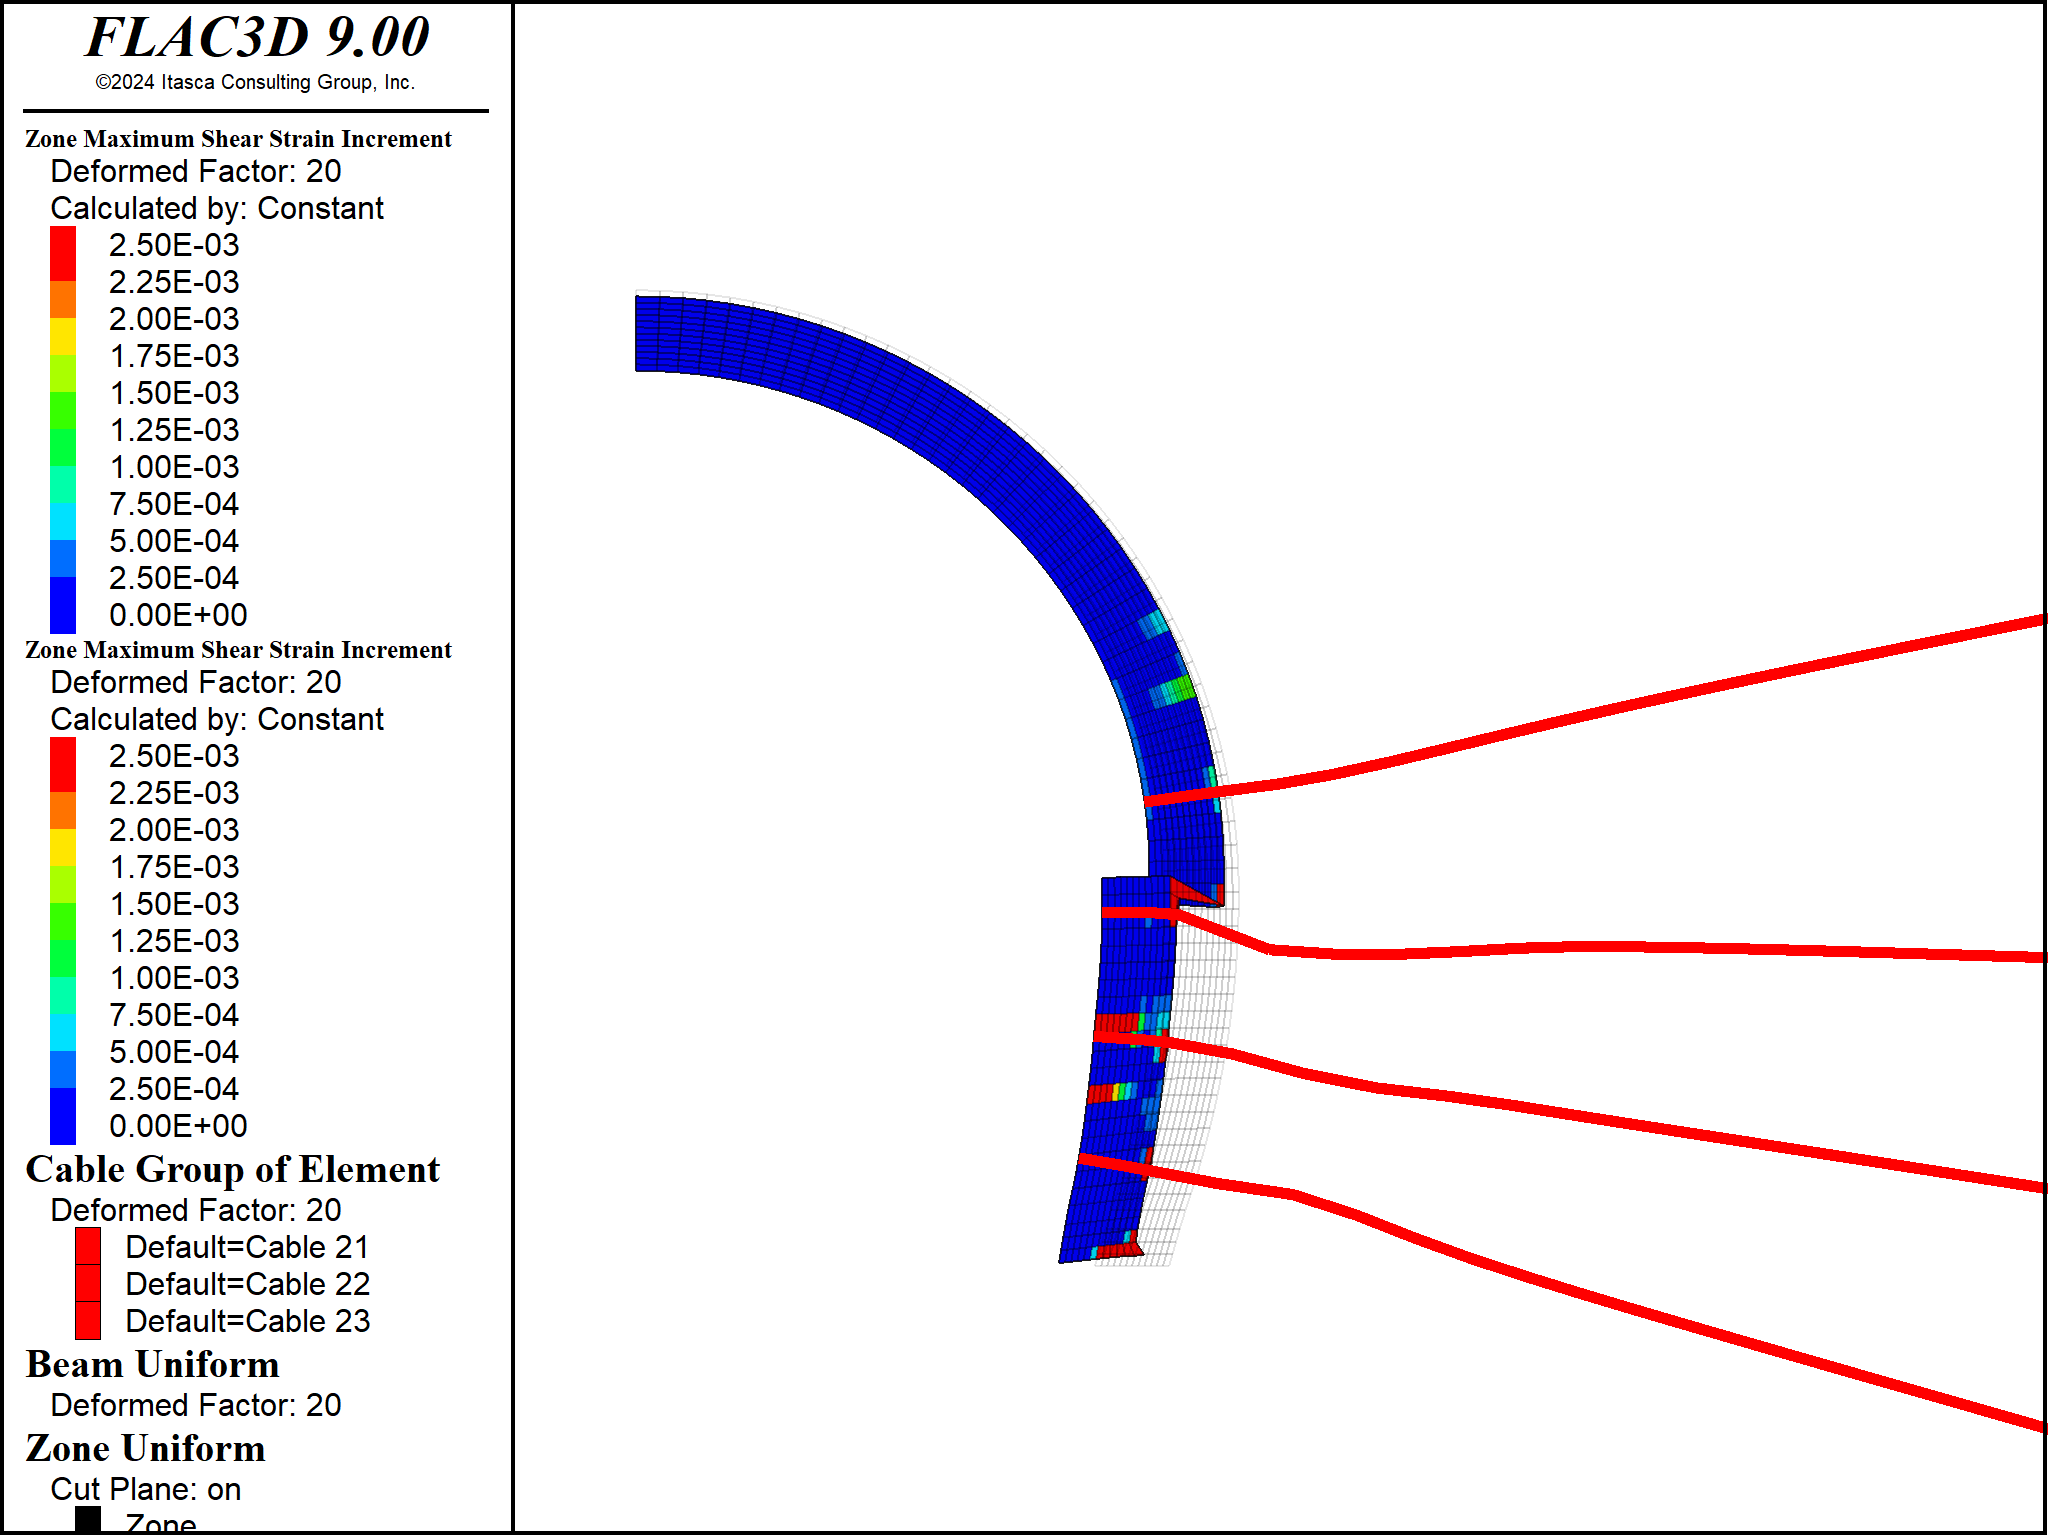 FLAC3D 9.00
©2024 Itasca Consulting Group, Inc.
Zone Maximum Shear Strain Increment
Deformed Factor: 20
Calculated by: Constant
2.50E-03
2.25E-03
2.00E-03
1.75E-03
1.50E-03
1.25E-03
1.00E-03
7.50E-04
5.00E-04
2.50E-04
0.00E+00
Zone Maximum Shear Strain Increment
Deformed Factor: 20
Calculated by: Constant
2.50E-03
2.25E-03
2.00E-03
1.75E-03
1.50E-03
1.25E-03
1.00E-03
7.50E-04
5.00E-04
2.50E-04
0.00E+00
Cable Group of Element
Deformed Factor: 20
Default=Cable 21
Default=Cable 22
Default=Cable 23
Beam Uniform
Deformed Factor: 20
Zone Uniform
Cut Plane: on
Zone